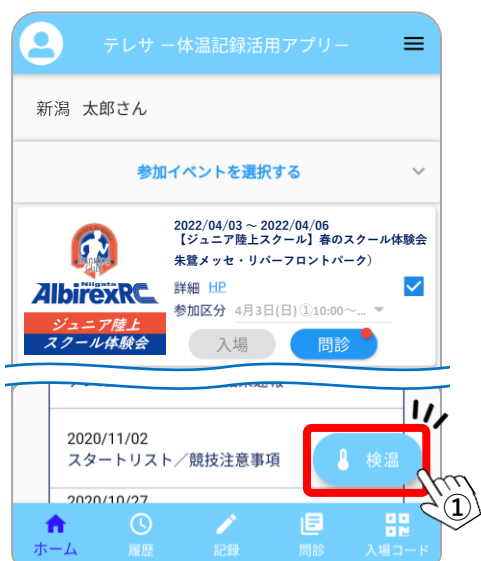 テレサ ー体温記録活用アプリー
新潟 太郎さん
参加イベントを選択する
2022/04/03 ~ 2022/04/06
【ジュニア陸上スクール】春のスクール体験会
朱鷺メッセ・リバーフロントパーク）
詳細 HP
参加区分 4月3日(日)①10:00~...
Niigata
AlbirexRC
ジュニア陸上
スクール体験会
入場
問診
2020/11/02
スタートリスト／競技注意事項
検温
①
2020/10/27
ホーム
履歴
記録
問診
入場コード